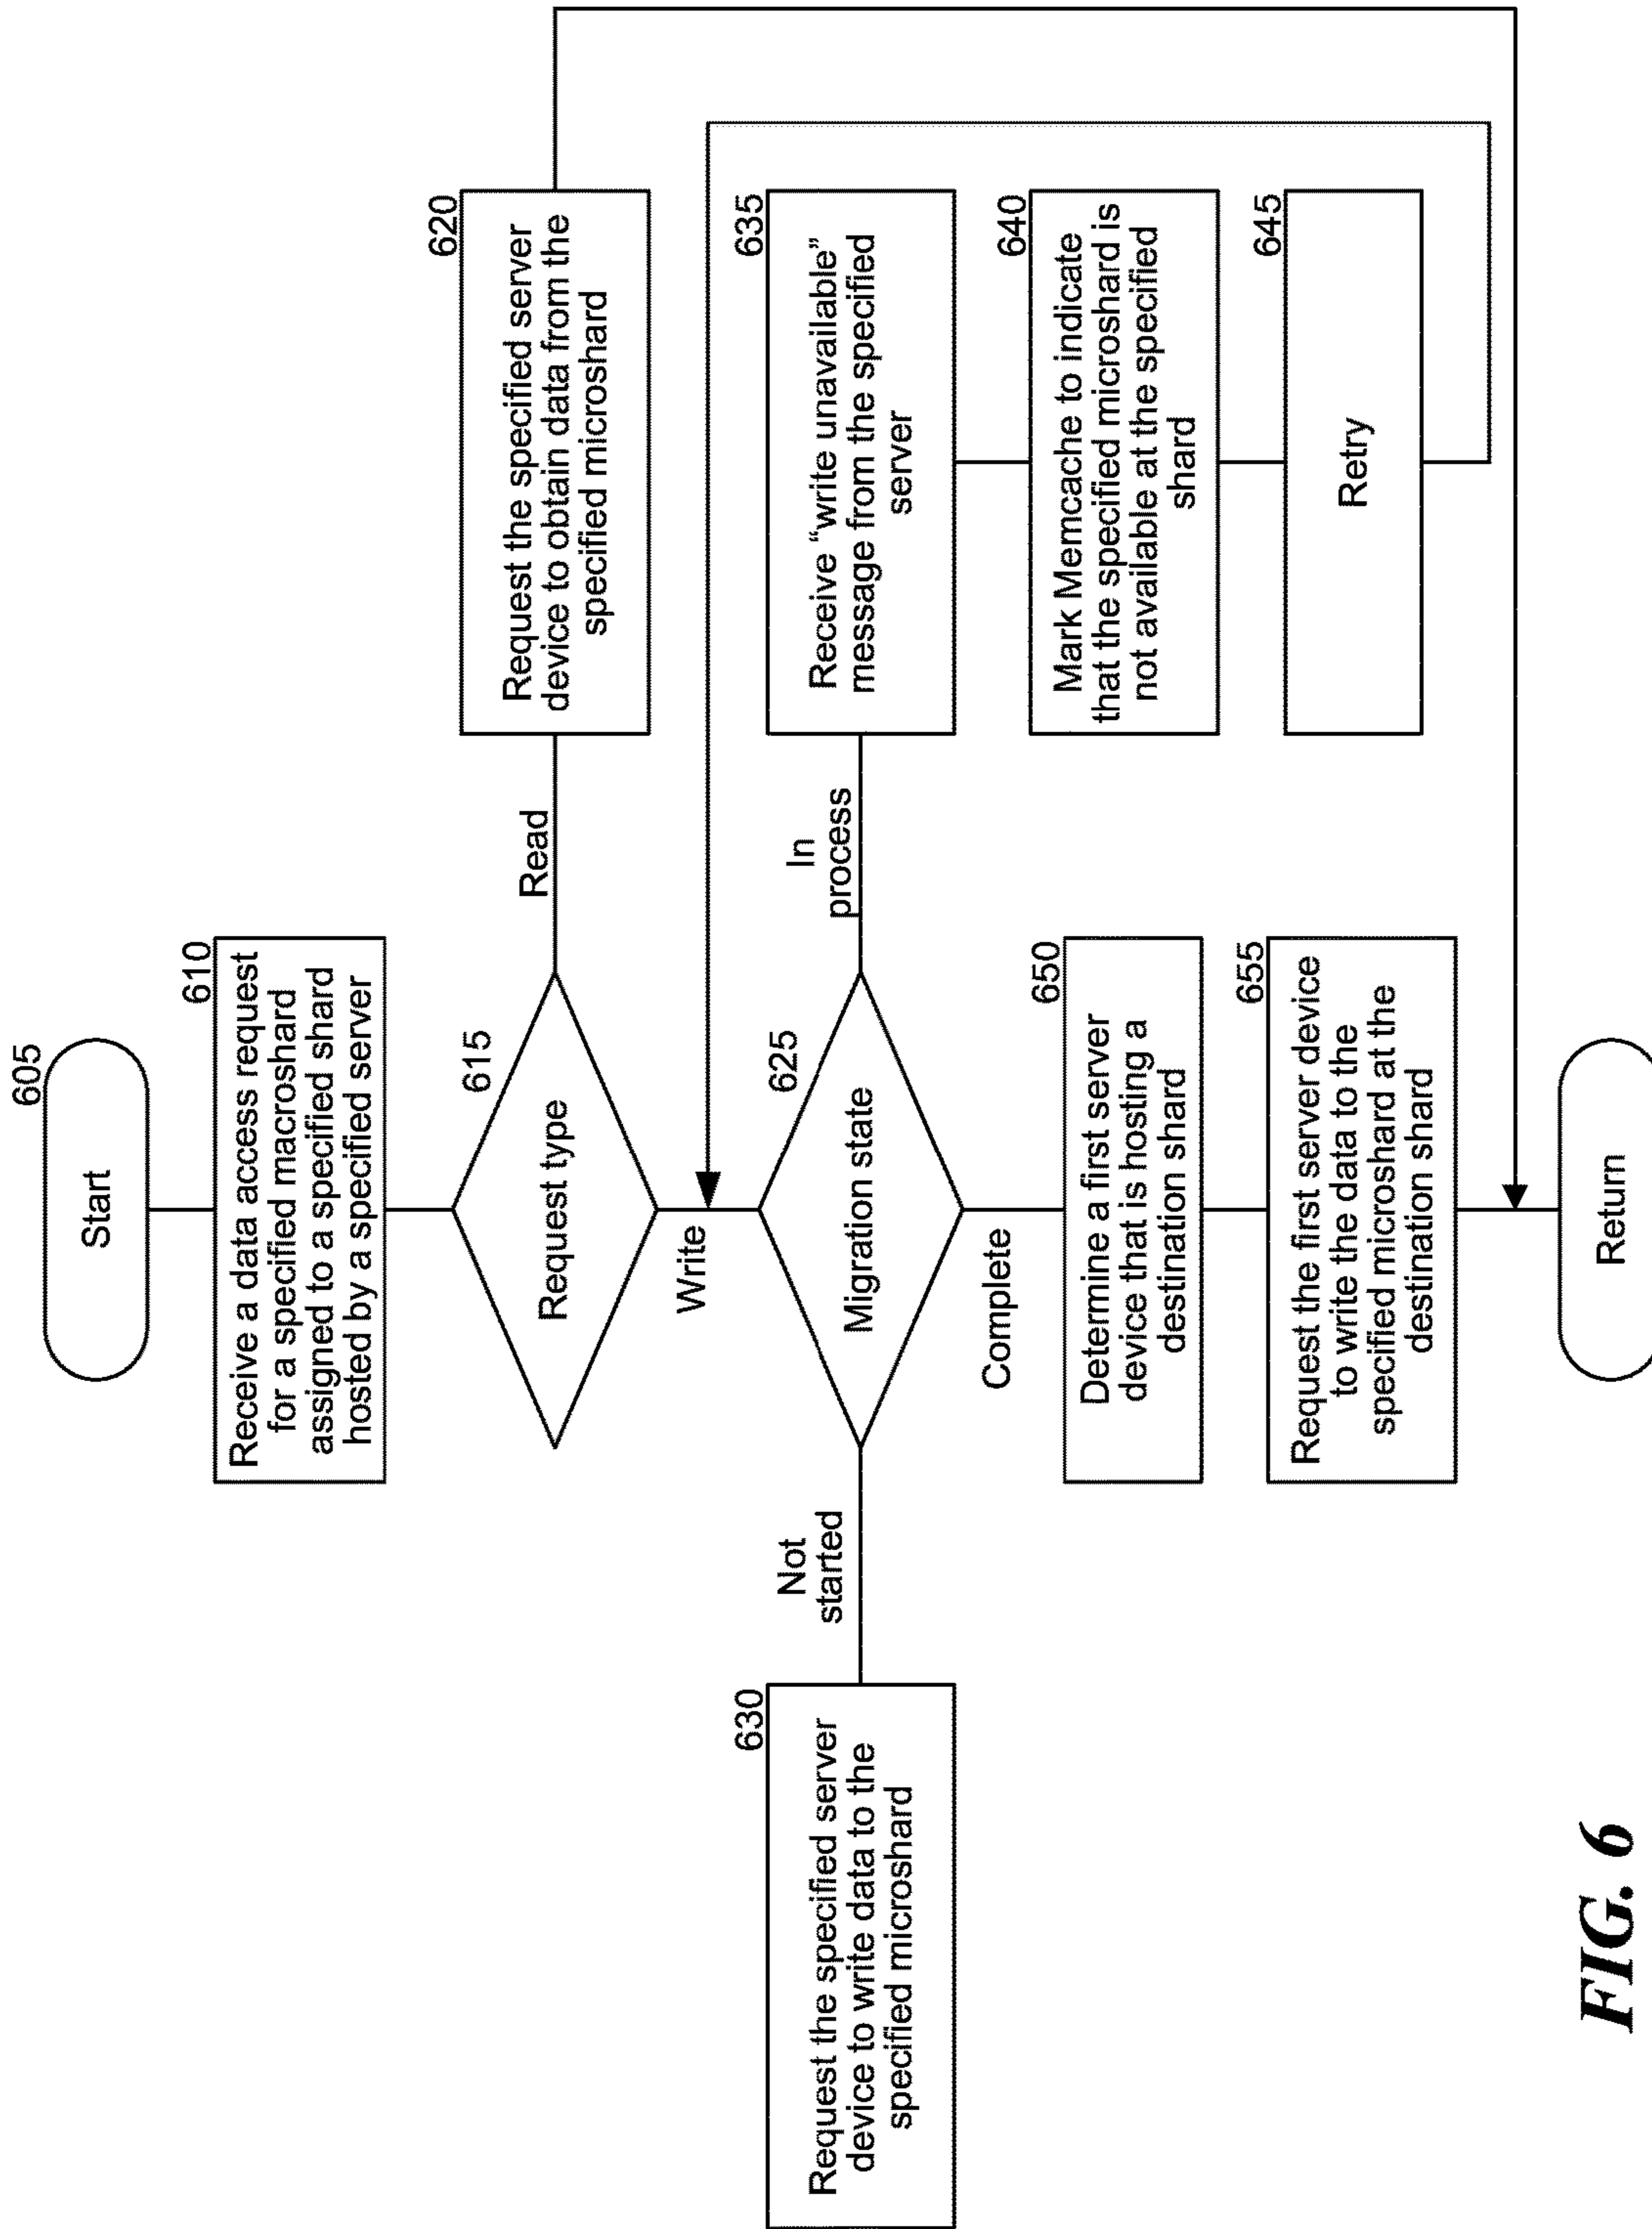 605
Start
610
Receive a data access request
for a specified macroshard
assigned to a specified shard
hosted by a specified server
615
Request type
Read
620
Request the specified server
device to obtain data from the
specified microshard
Write
625
Migration state
Not
started
630
Request the specified server
device to write data to the
specified microshard
In
process
635
Receive “write unavailable”
message from the specified
server
640
Mark Memcache to indicate
that the specified microshard is
not available at the specified
shard
645
Retry
Complete
650
Determine a first server
device that is hosting a
destination shard
655
Request the first server device
to write the data to the
specified microshard at the
destination shard
Return
FIG. 6